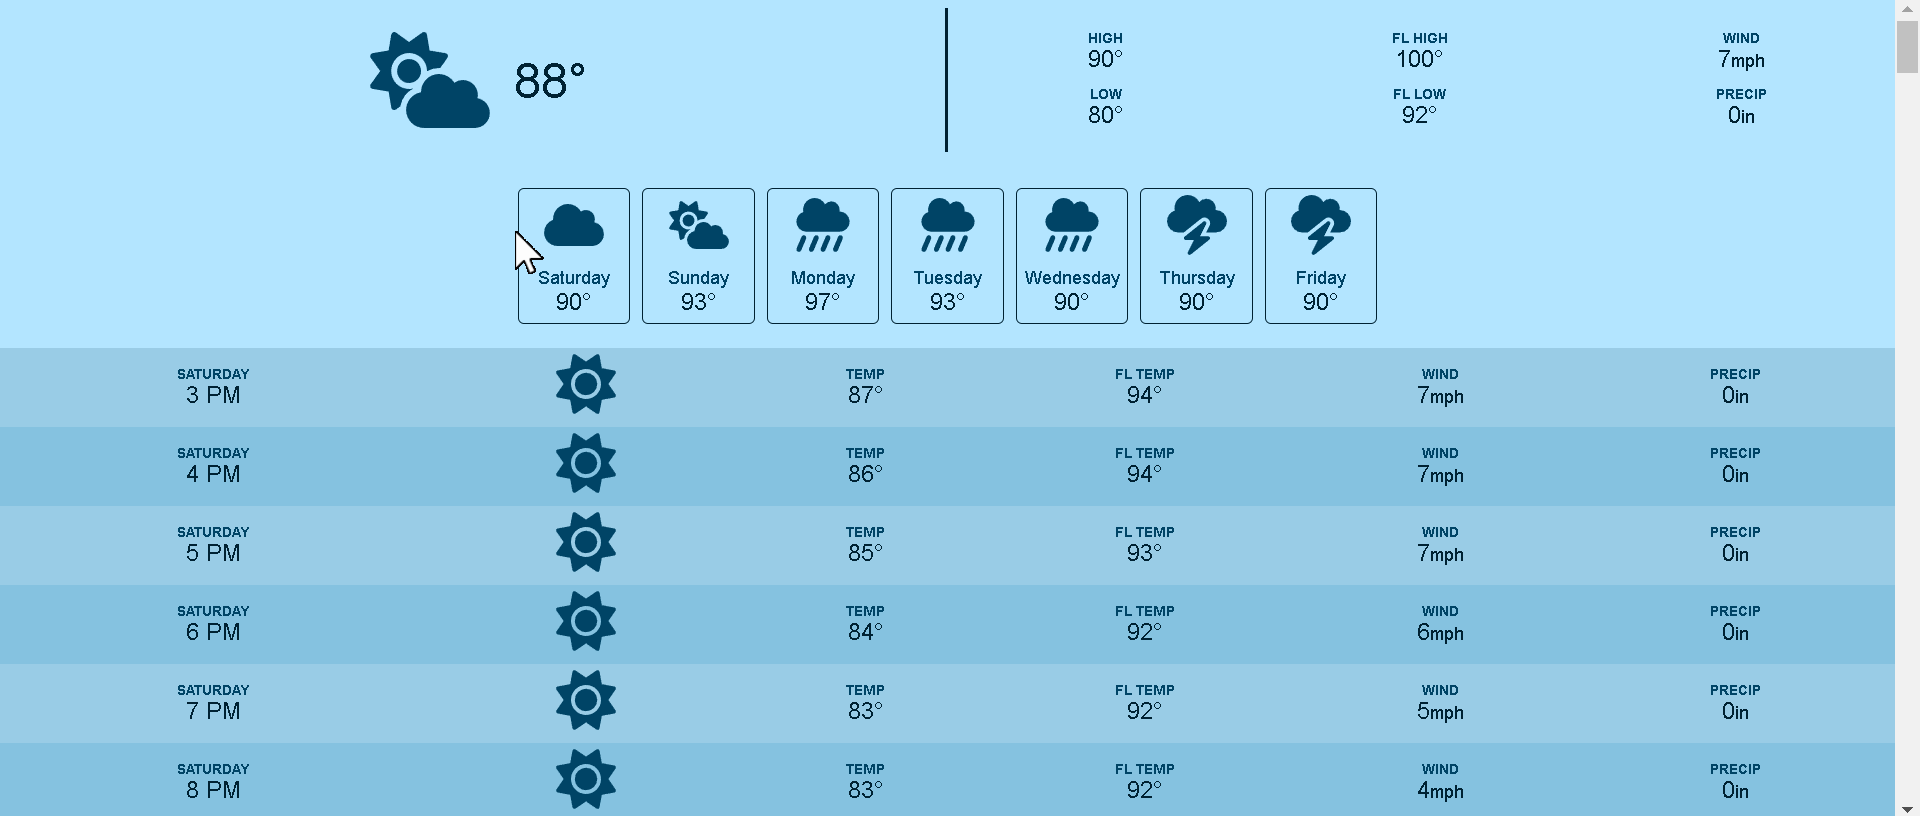 88°
HIGH FL HIGH WIND
90° 100° 7mph
LOW FL LOW PRECIP
80° 92° 0in
Saturday Sunday Monday Tuesday Wednesday Thursday Friday
90° 93° 97° 93° 90° 90° 90°
SATURDAY TEMP FL TEMP WIND PRECIP
3 PM 87° 94° 7mph 0in
SATURDAY TEMP FL TEMP WIND PRECIP
4 PM 86° 94° 7mph 0in
SATURDAY TEMP FL TEMP WIND PRECIP
5 PM 85° 93° 7mph 0in
SATURDAY TEMP FL TEMP WIND PRECIP
6 PM 84° 92° 6mph 0in
SATURDAY TEMP FL TEMP WIND PRECIP
7 PM 83° 92° 5mph 0in
SATURDAY TEMP FL TEMP WIND PRECIP
8 PM 83° 92° 4mph 0in